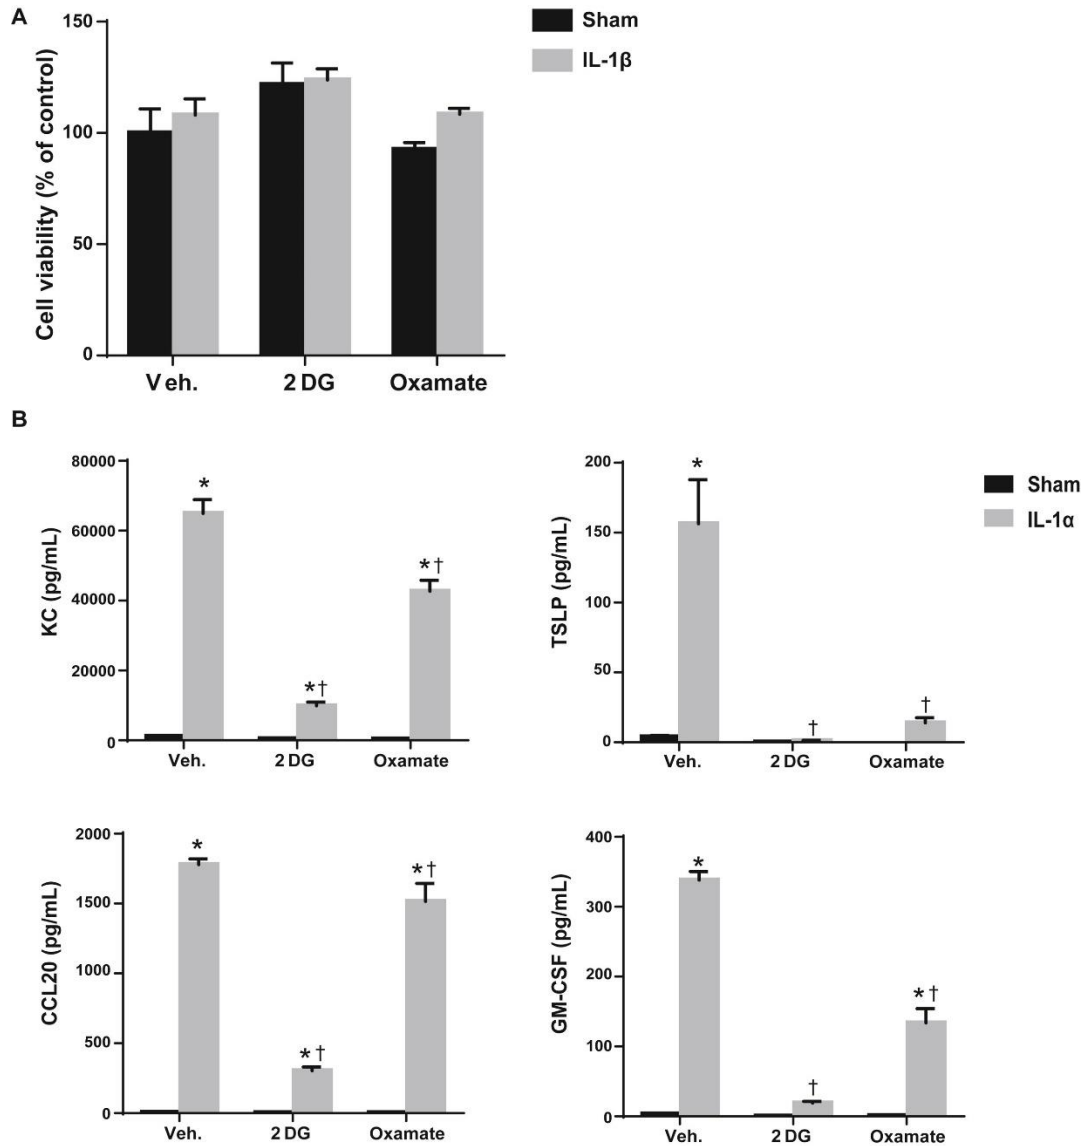 A
150
100
50
0
Cell viability (% of control)
Veh.
2 DG
Oxamate
Sham
IL-1β
B
80000
60000
40000
20000
0
KC (pg/mL)
*
*†
*†
Veh.
2 DG
Oxamate
200
150
100
50
0
TSLP (pg/mL)
*
†
†
Veh.
2 DG
Oxamate
Sham
IL-1α
2000
1500
1000
500
0
CCL20 (pg/mL)
*
*†
*†
Veh.
2 DG
Oxamate
400
300
200
100
0
GM-CSF (pg/mL)
*
†
*†
Veh.
2 DG
Oxamate